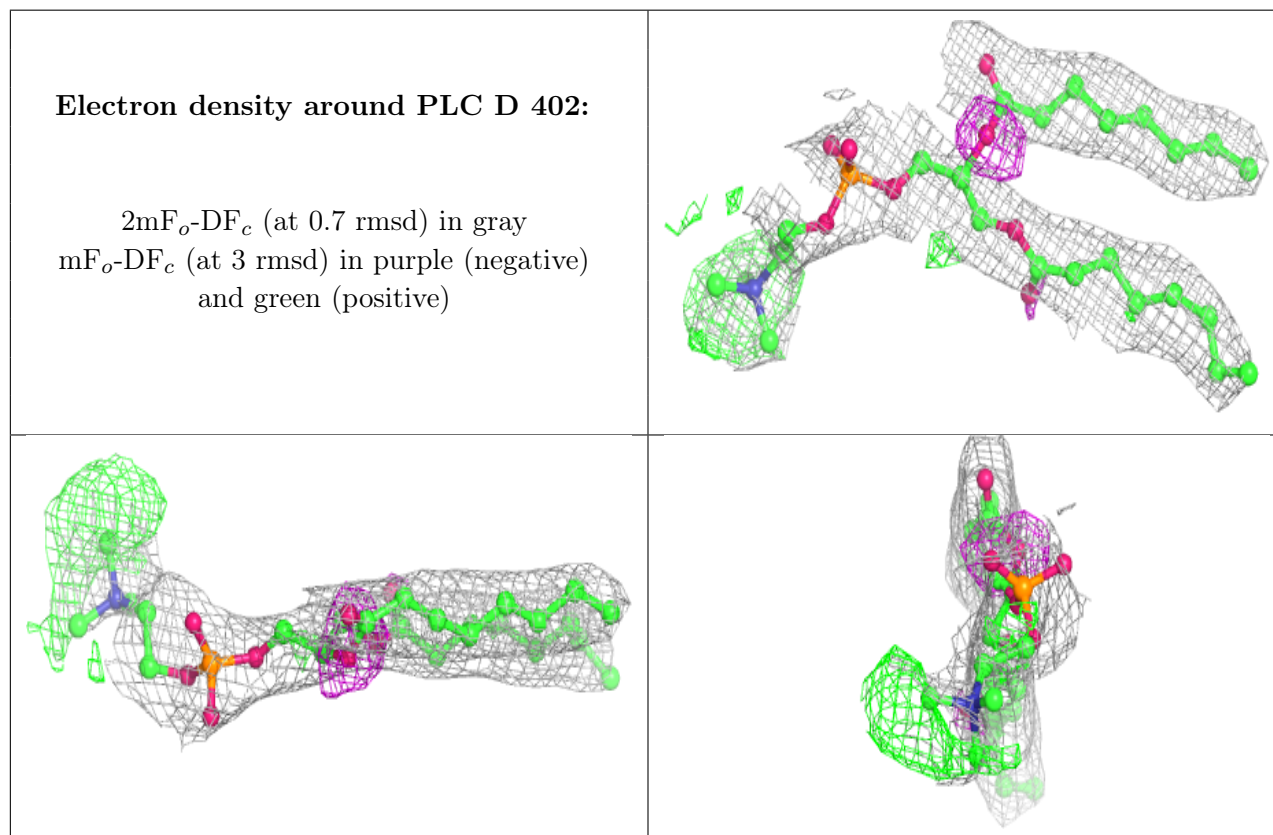 Electron density around PLC D 402:
2mFo-DFc (at 0.7 rmsd) in gray
mFo-DFc (at 3 rmsd) in purple (negative)
and green (positive)